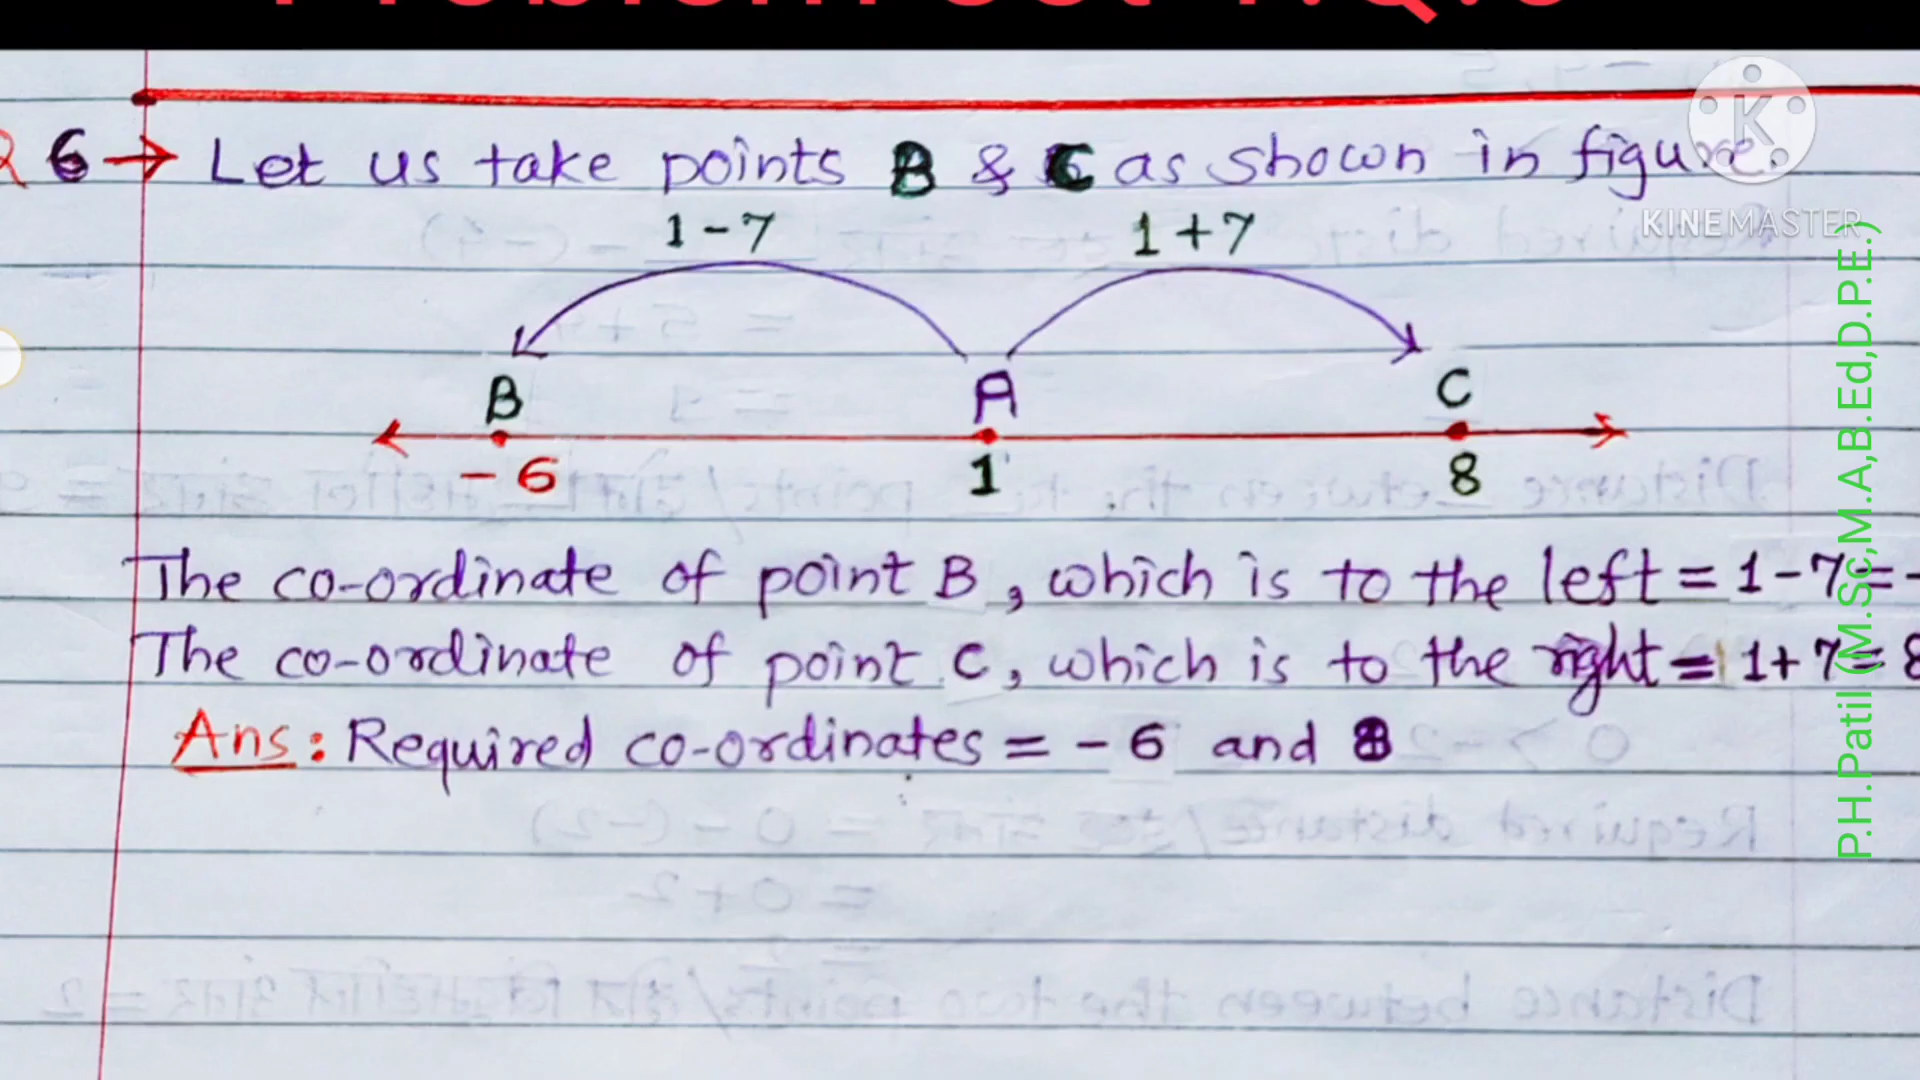 6 → Let us take points B & C as shown in figure.
KINEMASTER
1 - 7
1 + 7
B
A
C
- 6
1
8
The co-ordinate of point B, which is to the left = 1 - 7 = -
The co-ordinate of point C, which is to the right = 1 + 7 = 8
Ans: Required co-ordinates = - 6 and 8
P.H.Patil (M.Sc,M.A,B.Ed,D.P.E.)